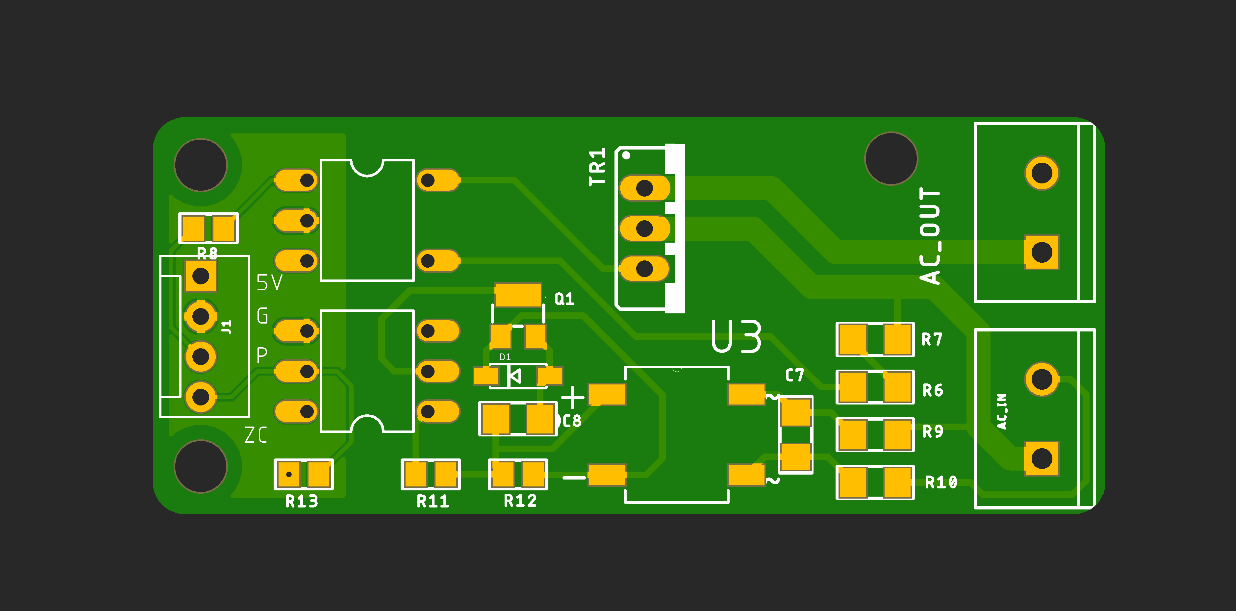 TR1
AC_OUT
R8
5V
J1
G
P
ZC
Q1
D1
U3
+
C8
-
~
~
C7
R7
R6
R9
R10
AC_IN
R13
R11
R12